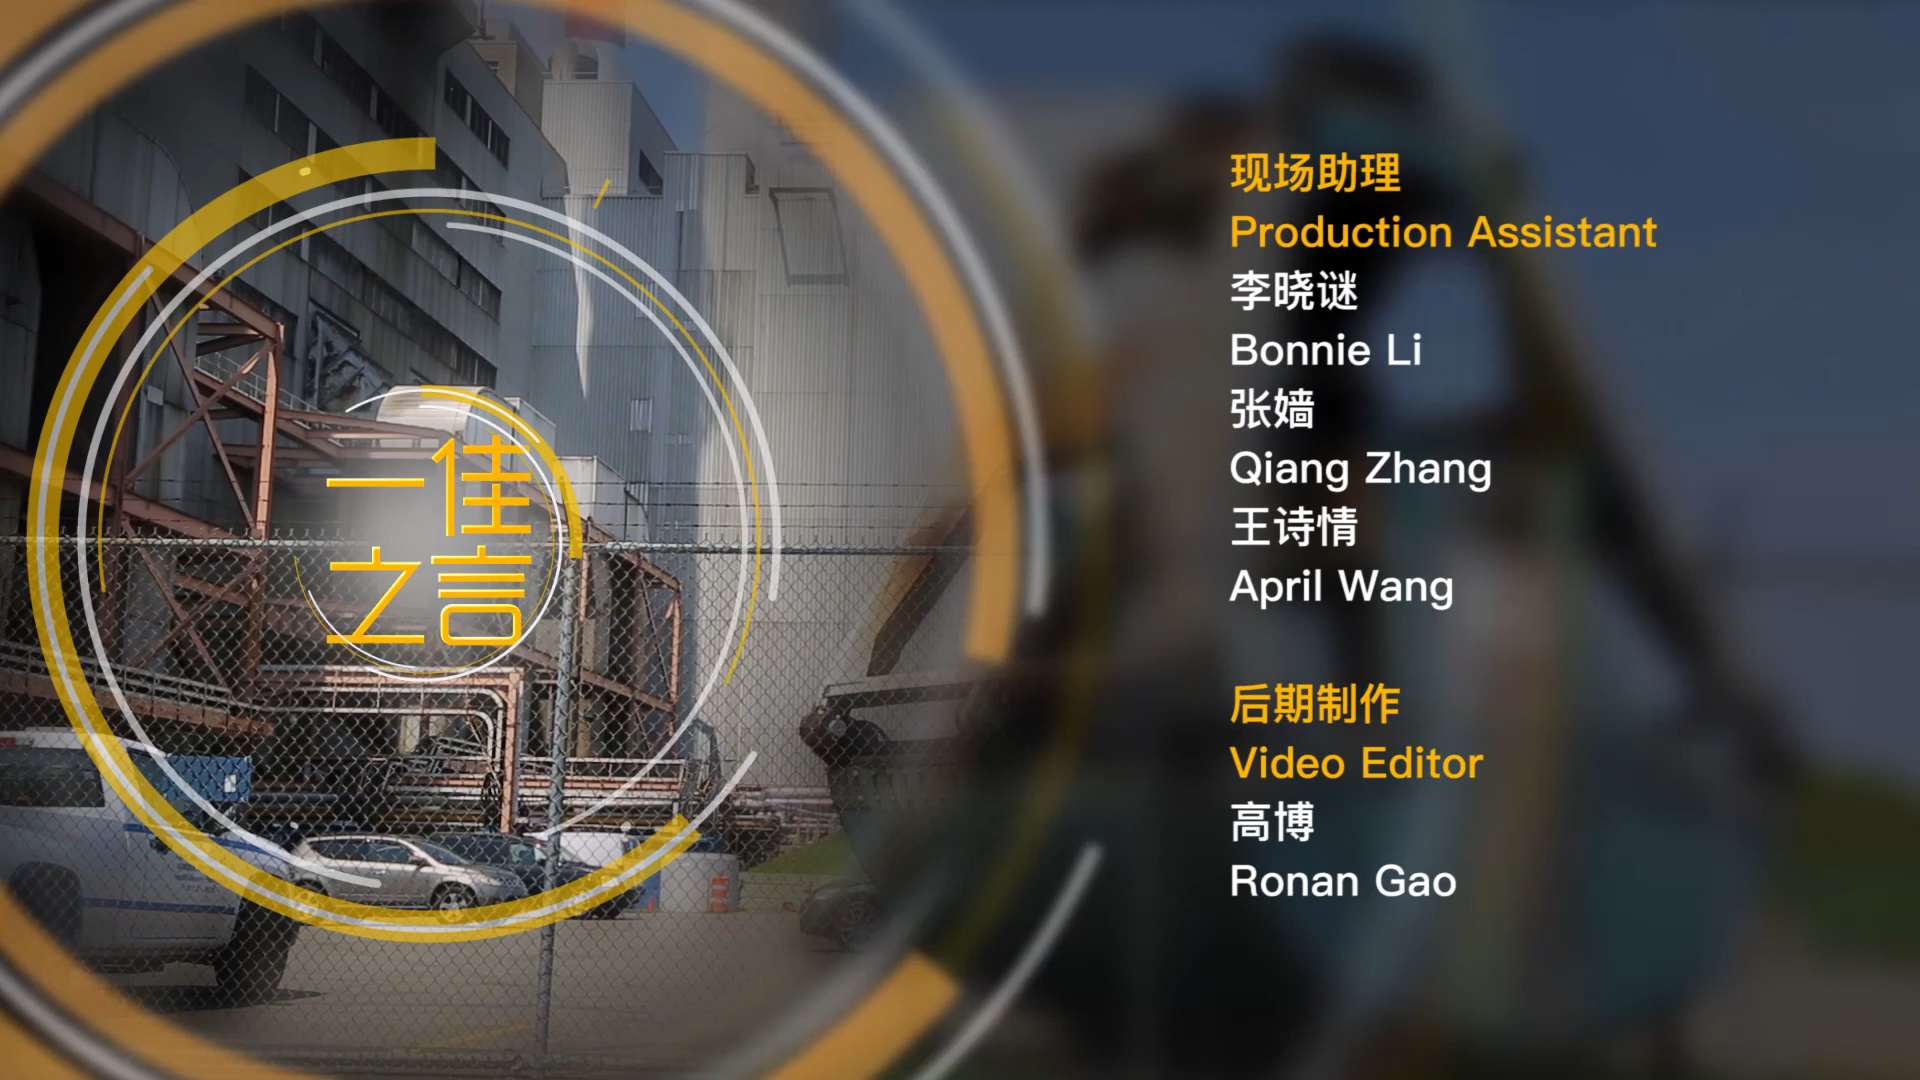 一佳
之言
现场助理
Production Assistant
李晓谜
Bonnie Li
张嫱
Qiang Zhang
王诗情
April Wang
后期制作
Video Editor
高博
Ronan Gao